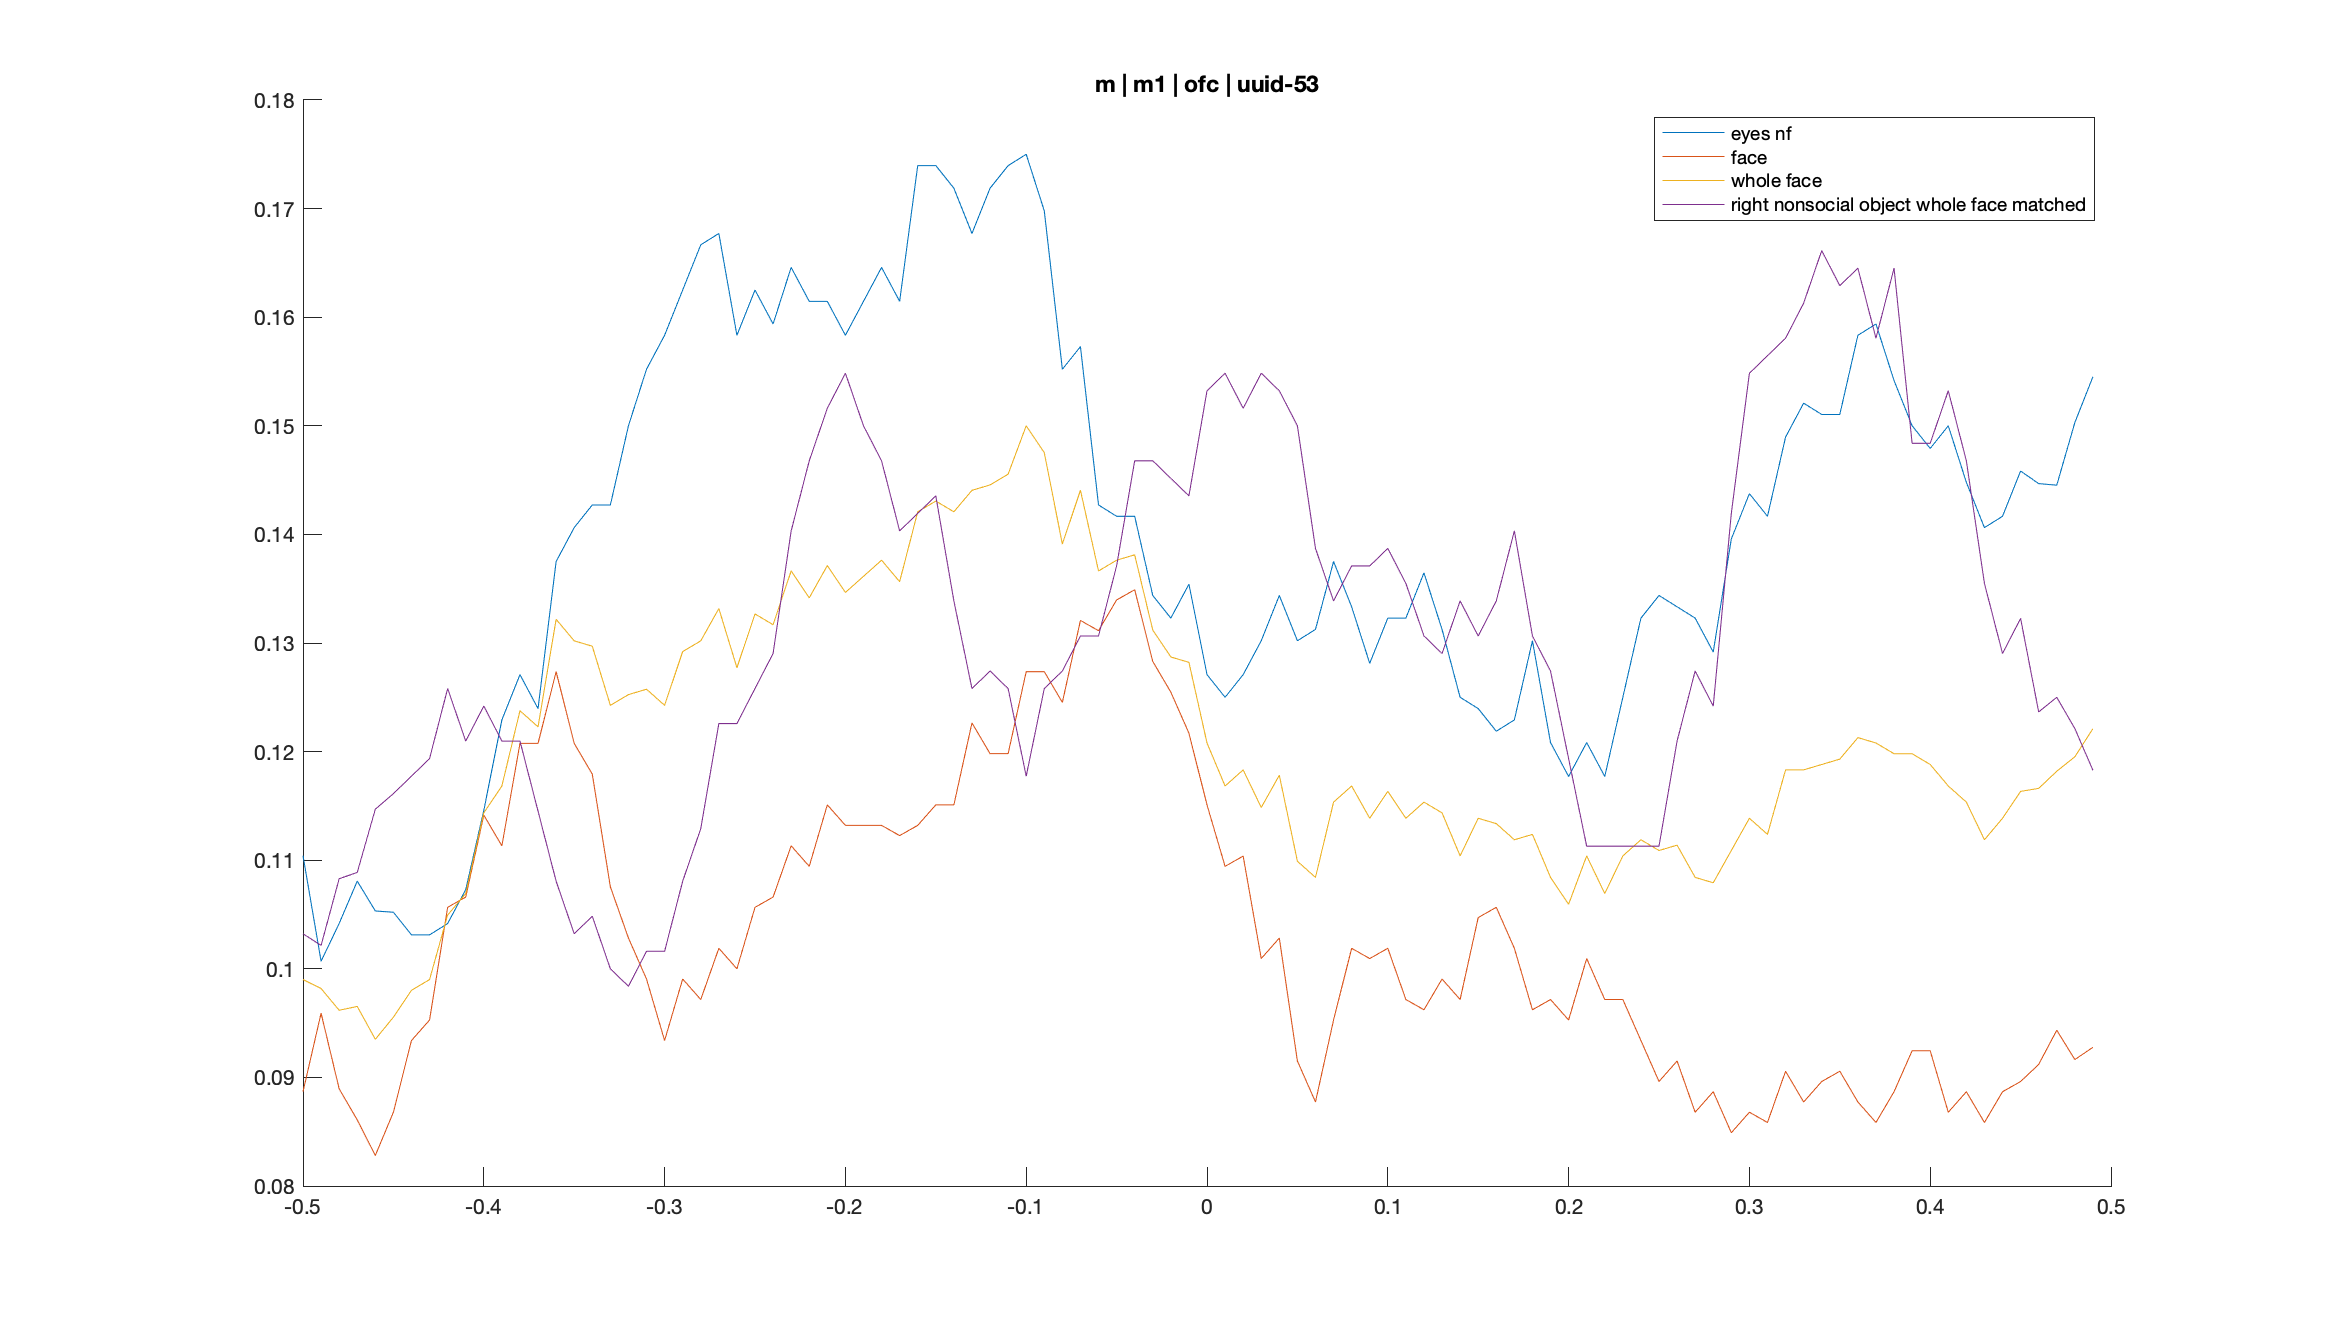 m | m1 | ofc | uuid-53
0.18
0.17
0.16
0.15
0.14
0.13
0.12
0.11
0.1
0.09
0.08
eyes nf
face
whole face
right nonsocial object whole face matched
-0.5 -0.4 -0.3 -0.2 -0.1 0 0.1 0.2 0.3 0.4 0.5